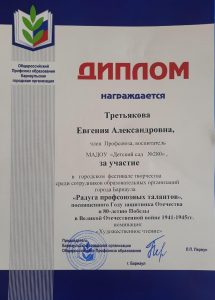 Общероссийский
Профсоюз образования
Барнаульская
городская организация
ДИПЛОМ
награждается
Третьякова
Евгения Александровна,
член Профсоюза, воспитатель
МАДОУ «Детский сад
за участие
в городском фестивале творчества
среди сотрудников образовательных организаций
города Барнаула
«Радуга профсоюзных талантов»,
посвященного Году защитника Отечества
и 80-летию Победы
в Великой Отечественной войне 1941-1945гг.
номинация
«Художественное чтение»
Председатель
Барнаульской городской организации
Общероссийского Профсоюза образования
г. Барнаул